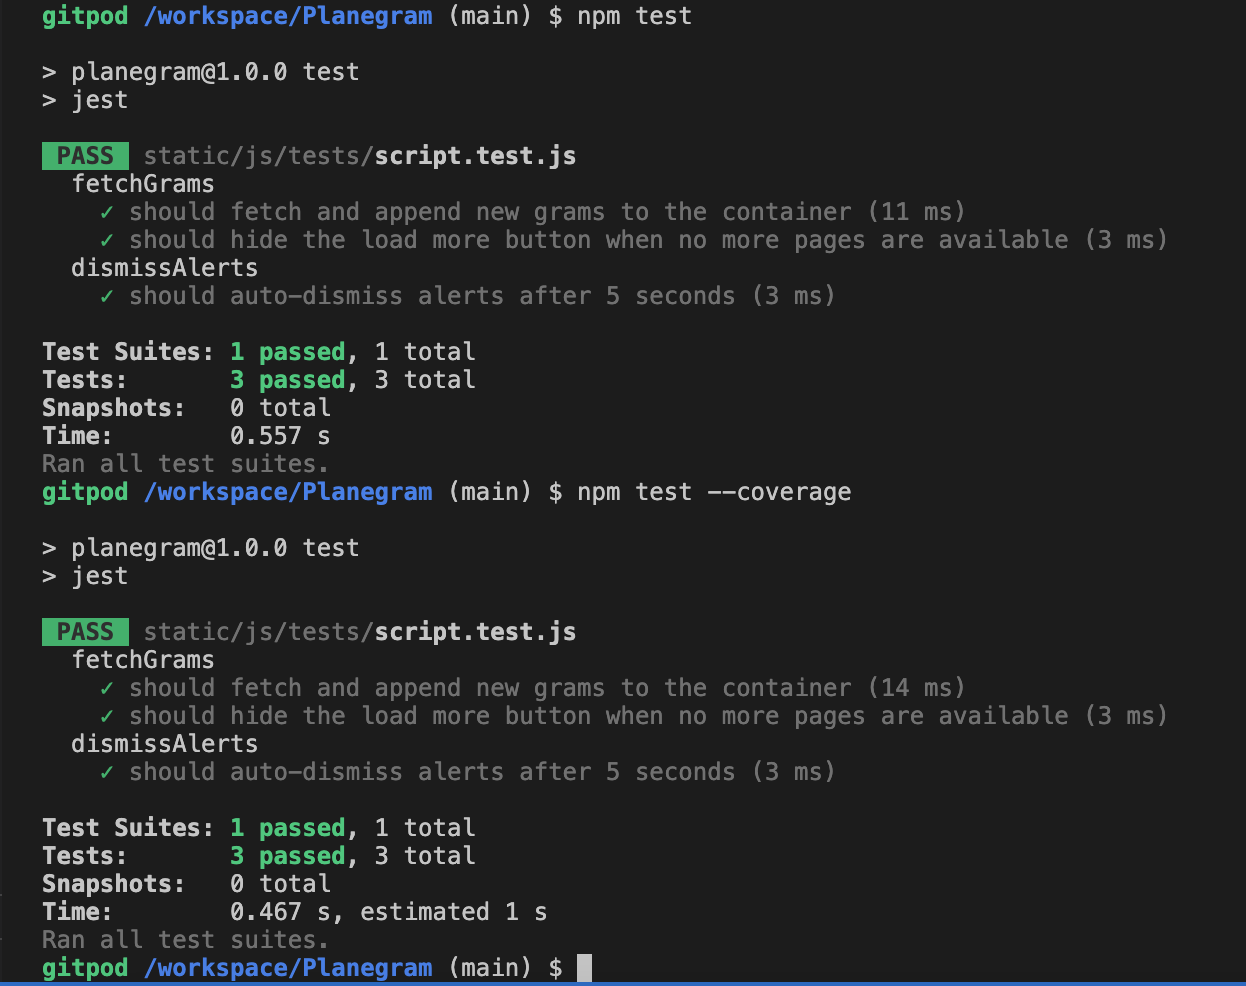 gitpod /workspace/Planegram (main) $ npm test
> planegram@1.0.0 test
> jest
PASS static/js/tests/script.test.js
fetchGrams
✓ should fetch and append new grams to the container (11 ms)
✓ should hide the load more button when no more pages are available (3 ms)
dismissAlerts
✓ should auto-dismiss alerts after 5 seconds (3 ms)
Test Suites: 1 passed, 1 total
Tests: 3 passed, 3 total
Snapshots: 0 total
Time: 0.557 s
Ran all test suites.
gitpod /workspace/Planegram (main) $ npm test --coverage
> planegram@1.0.0 test
> jest
PASS static/js/tests/script.test.js
fetchGrams
✓ should fetch and append new grams to the container (14 ms)
✓ should hide the load more button when no more pages are available (3 ms)
dismissAlerts
✓ should auto-dismiss alerts after 5 seconds (3 ms)
Test Suites: 1 passed, 1 total
Tests: 3 passed, 3 total
Snapshots: 0 total
Time: 0.467 s, estimated 1 s
Ran all test suites.
gitpod /workspace/Planegram (main) $